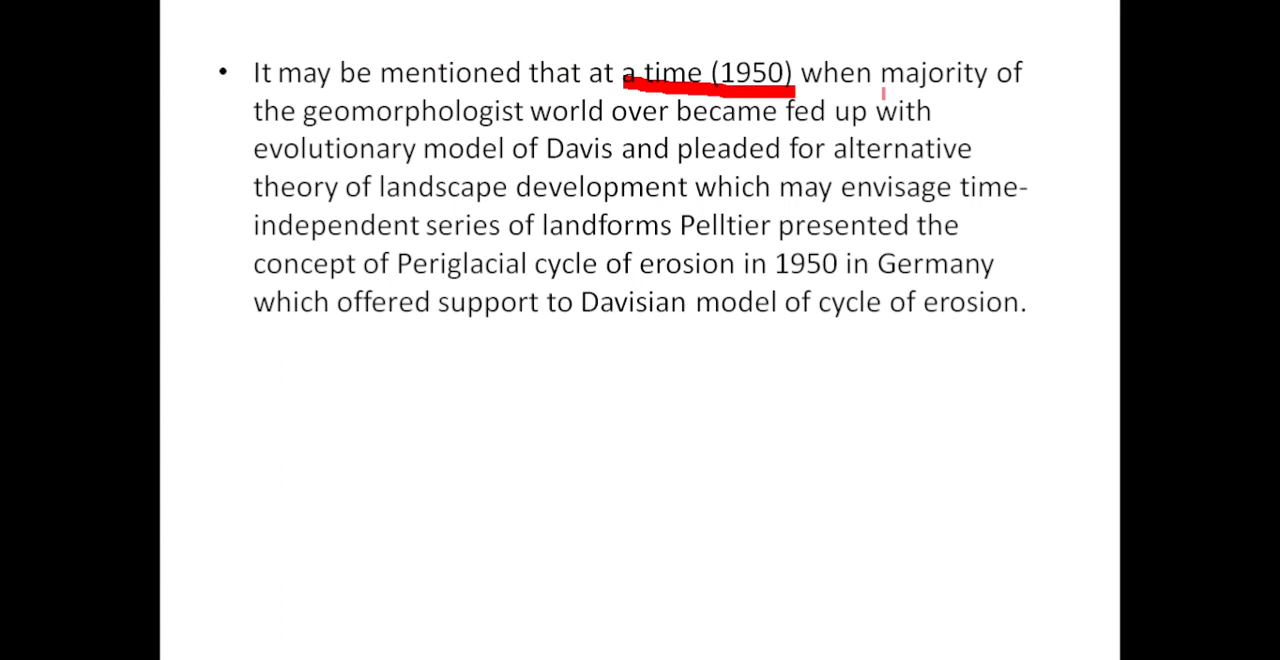 • It may be mentioned that at a time (1950) when majority of
the geomorphologist world over became fed up with
evolutionary model of Davis and pleaded for alternative
theory of landscape development which may envisage time-
independent series of landforms Pelltier presented the
concept of Periglacial cycle of erosion in 1950 in Germany
which offered support to Davisian model of cycle of erosion.